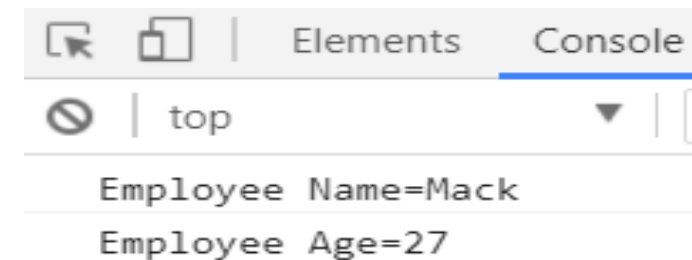 Elements Console
top
Employee Name=Mack
Employee Age=27